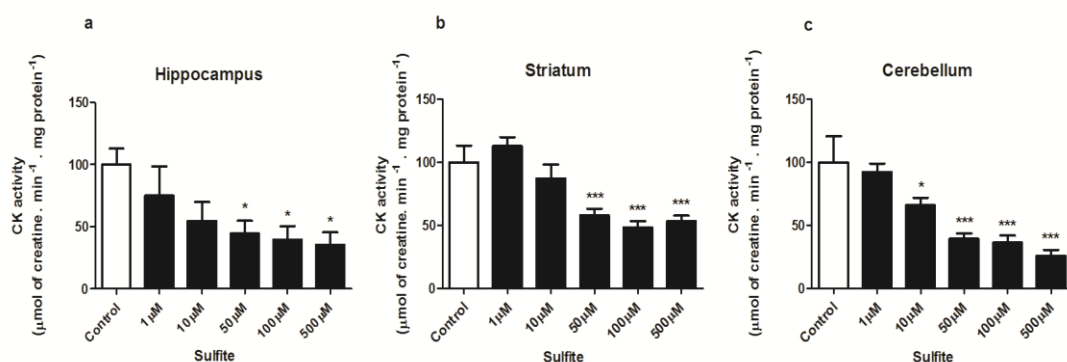 a
Hippocampus
CK activity
(µmol of creatine. min⁻¹ . mg protein⁻¹)
150
100
50
0
*
*
*
Control
1µM
10µM
50µM
100µM
500µM
Sulfite
b
Striatum
CK activity
(µmol of creatine. min⁻¹ . mg protein⁻¹)
150
100
50
0
***
***
***
Control
1µM
10µM
50µM
100µM
500µM
Sulfite
c
Cerebellum
CK activity
(µmol of creatine. min⁻¹ . mg protein⁻¹)
150
100
50
0
*
***
***
***
Control
1µM
10µM
50µM
100µM
500µM
Sulfite